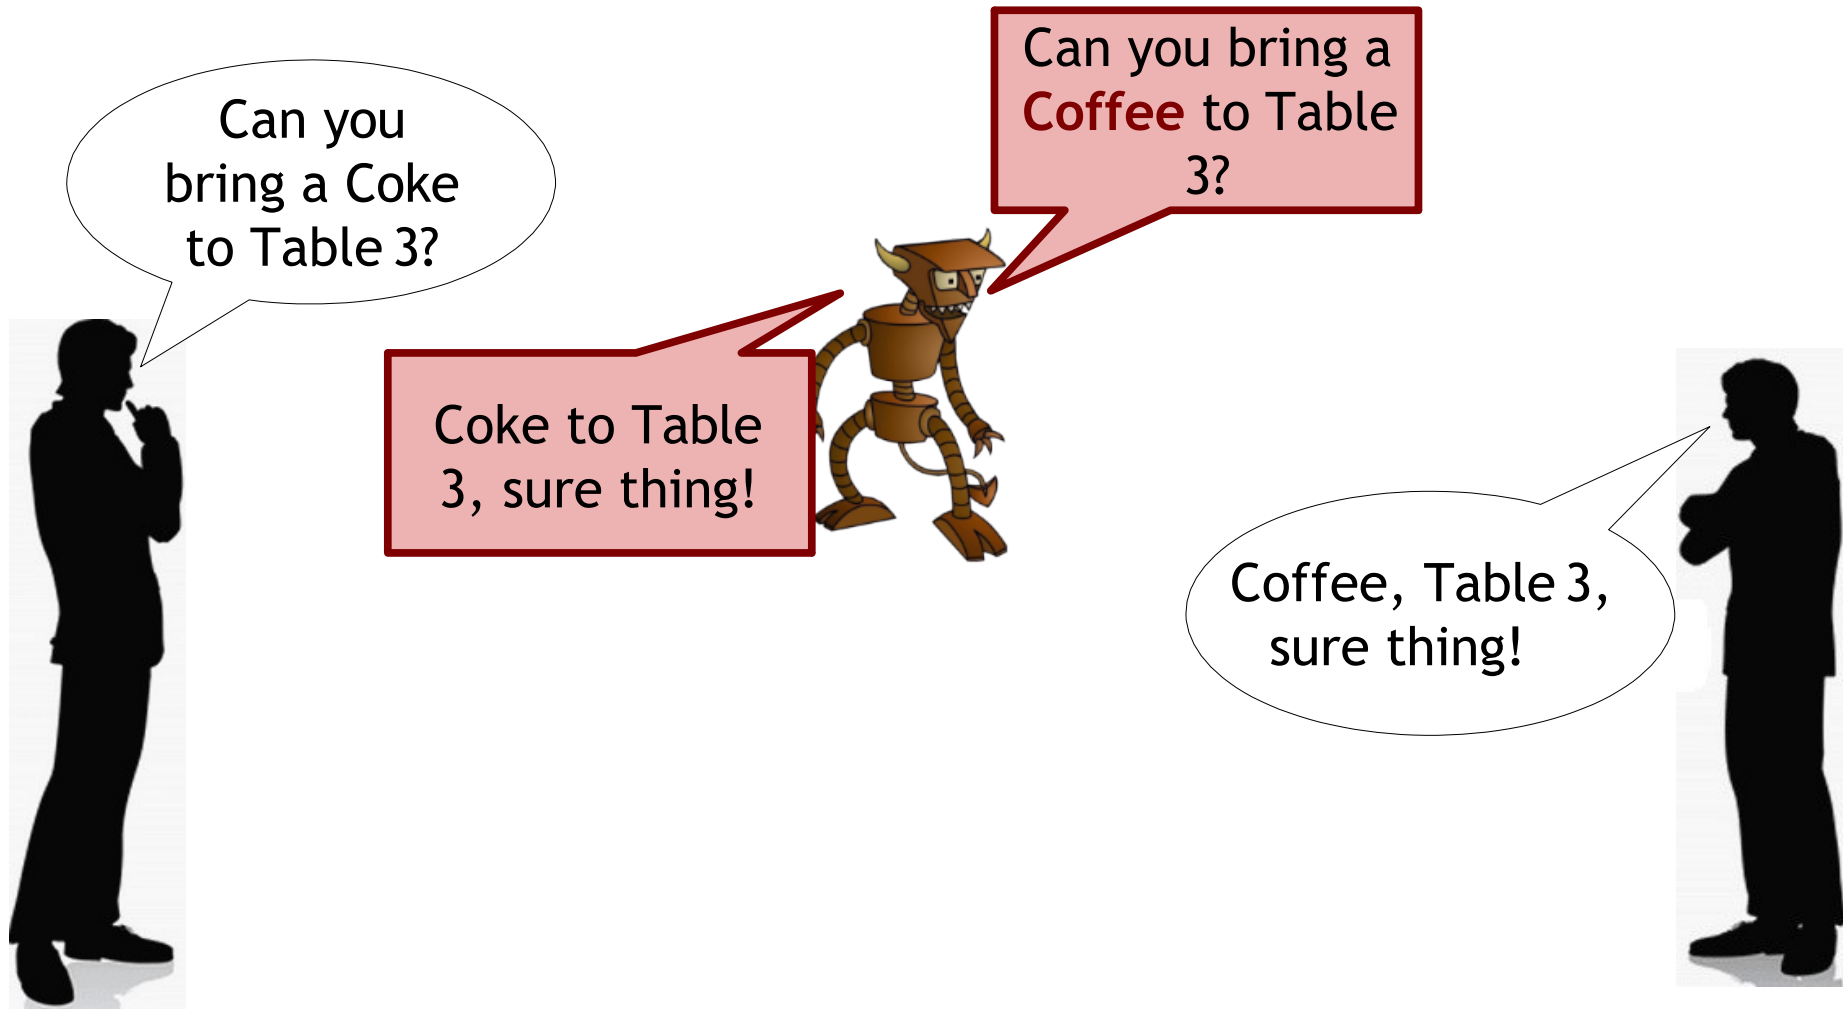 Can you
bring a Coke
to Table 3?
Can you bring a
Coffee to Table
3?
Coke to Table
3, sure thing!
Coffee, Table 3,
sure thing!